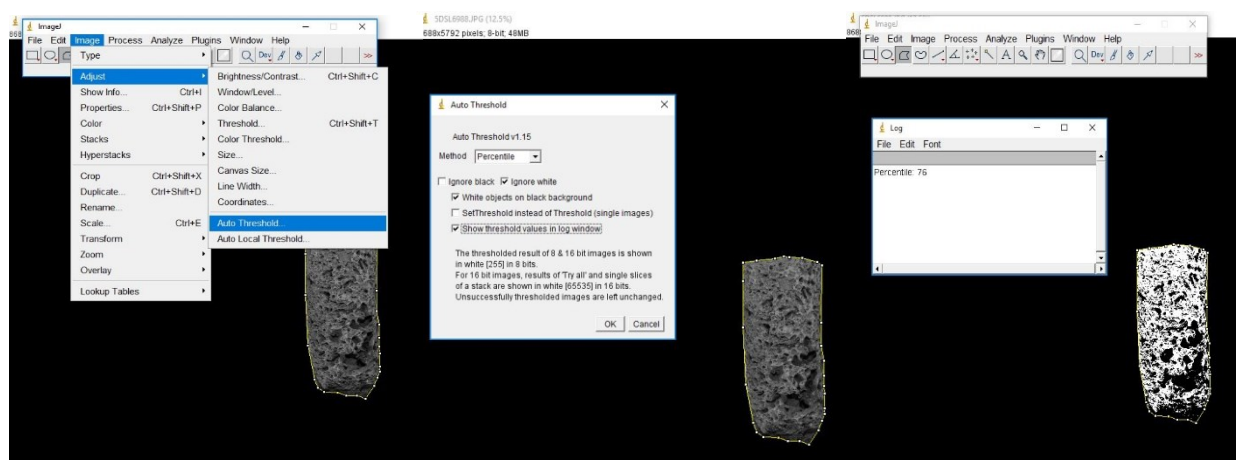 ImageJ
File Edit Image Process Analyze Plugins Window Help
Dev
>>
Type
Adjust
Show Info... Ctrl+I
Properties... Ctrl+Shift+P
Color
Stacks
Hyperstacks
Crop Ctrl+Shift+X
Duplicate... Ctrl+Shift+D
Rename...
Scale... Ctrl+E
Transform
Zoom
Overlay
Lookup Tables
Brightness/Contrast... Ctrl+Shift+C
Window/Level...
Color Balance...
Threshold... Ctrl+Shift+T
Color Threshold...
Size...
Canvas Size...
Line Width...
Coordinates...
Auto Threshold...
Auto Local Threshold...
SDSL6988.JPG (12.5%)
688x5792 pixels; 8-bit; 48MB
Auto Threshold
Auto Threshold v1.15
Method Percentile
Ignore black Ignore white
White objects on black background
SetThreshold instead of Threshold (single images)
Show threshold values in log window
The thresholded result of 8 & 16 bit images is shown
in white [255] in 8 bits.
For 16 bit images, results of 'Try all' and single slices
of a stack are shown in white [65535] in 16 bits.
Unsuccessfully thresholded images are left unchanged.
OK Cancel
ImageJ
File Edit Image Process Analyze Plugins Window Help
A Dev >>
Log
File Edit Font
Percentile: 76